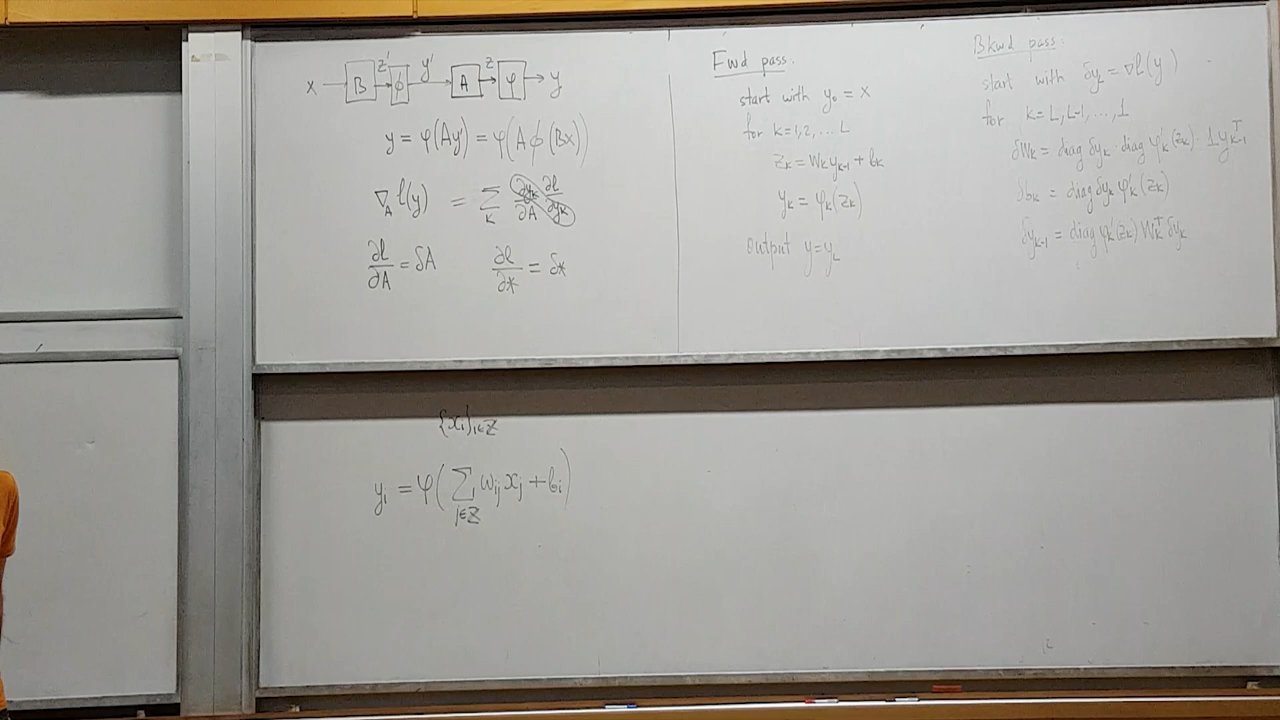 x → B z' → ϕ y' → A z → φ → y
y = φ(Ay') = φ(Aϕ(Bx))
∇_A l(y) = Σ_k ∂y_k/∂A ∂l/∂y_k
∂l/∂A = δA ∂l/∂* = δ*
Fwd pass.
start with y₀ = x
for k=1,2,...L
z_k = W_k y_{k-1} + b_k
y_k = φ_k(z_k)
output y=y_L
Bkwd pass.
start with δy_L = ∇l(y)
for k=L,L-1,...,1
δW_k = diag δy_k · diag φ'_k(z_k) · 1 y_{k-1}^T
δb_k = diag δy_k φ'_k(z_k)
δy_{k-1} = diag φ'_k(z_k) W_k^T δy_k
{x_i}_{i∈ℤ}
y_i = φ(Σ_{j∈ℤ} w_{ij} x_j + b_i)